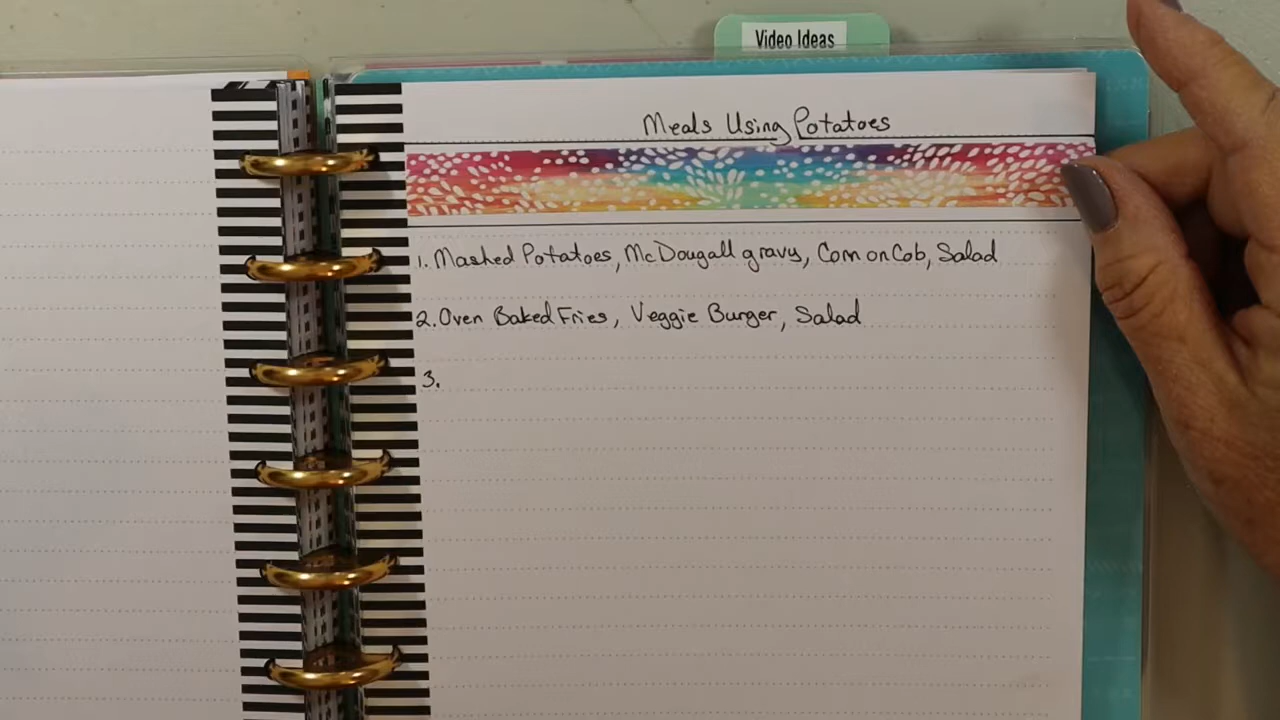 Video Ideas
Meals Using Potatoes
1. Mashed Potatoes, McDougall gravy, Corn on Cob, Salad
2. Oven Baked Fries, Veggie Burger, Salad
3.